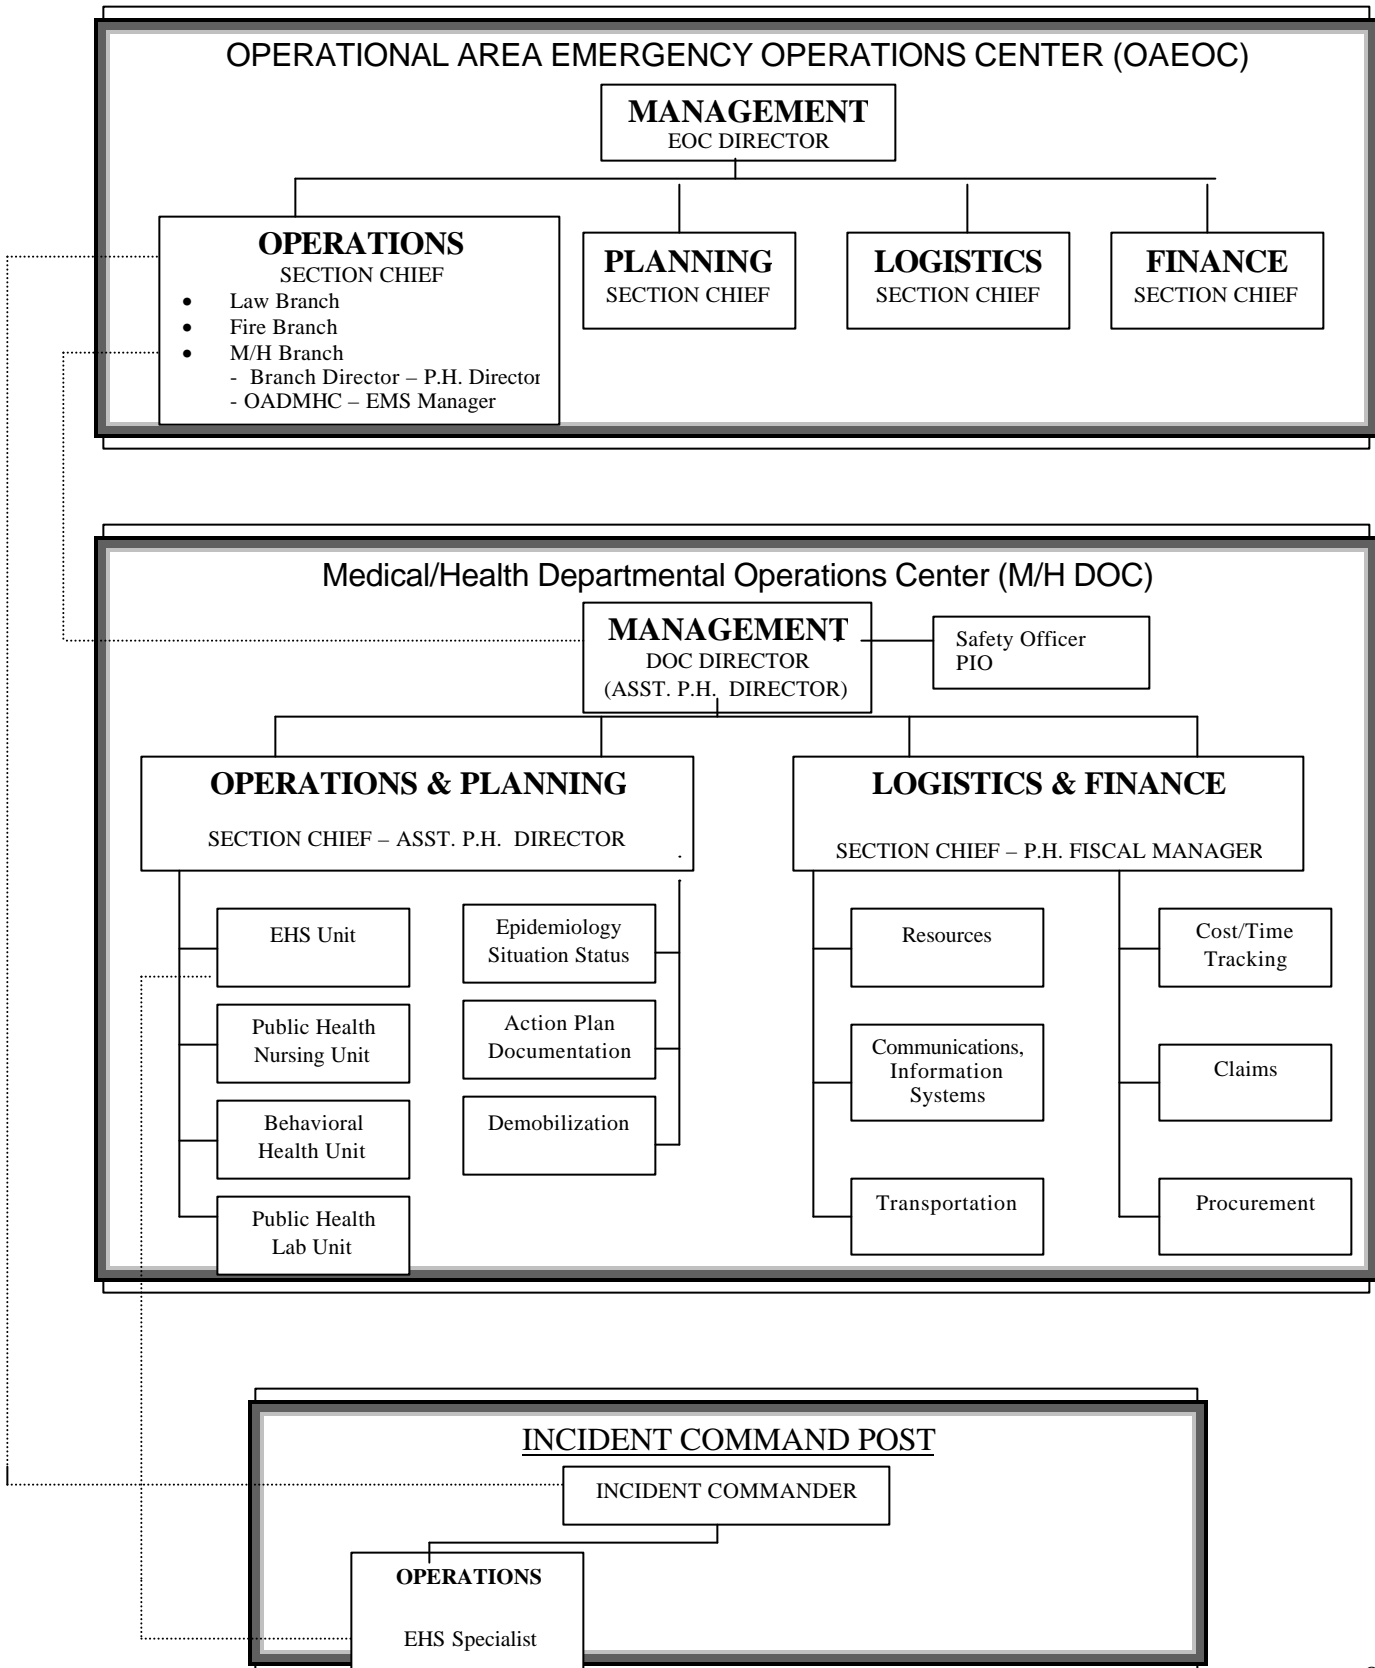 OPERATIONAL AREA EMERGENCY OPERATIONS CENTER (OAEOC)
MANAGEMENT
EOC DIRECTOR
OPERATIONS
SECTION CHIEF
• Law Branch
• Fire Branch
• M/H Branch
- Branch Director – P.H. Director
- OADMHC – EMS Manager
PLANNING
SECTION CHIEF
LOGISTICS
SECTION CHIEF
FINANCE
SECTION CHIEF
Medical/Health Departmental Operations Center (M/H DOC)
MANAGEMENT
DOC DIRECTOR
(ASST. P.H. DIRECTOR)
Safety Officer
PIO
OPERATIONS & PLANNING
SECTION CHIEF – ASST. P.H. DIRECTOR
LOGISTICS & FINANCE
SECTION CHIEF – P.H. FISCAL MANAGER
EHS Unit
Public Health
Nursing Unit
Behavioral
Health Unit
Public Health
Lab Unit
Epidemiology
Situation Status
Action Plan
Documentation
Demobilization
Resources
Communications,
Information
Systems
Transportation
Cost/Time
Tracking
Claims
Procurement
INCIDENT COMMAND POST
INCIDENT COMMANDER
OPERATIONS
EHS Specialist